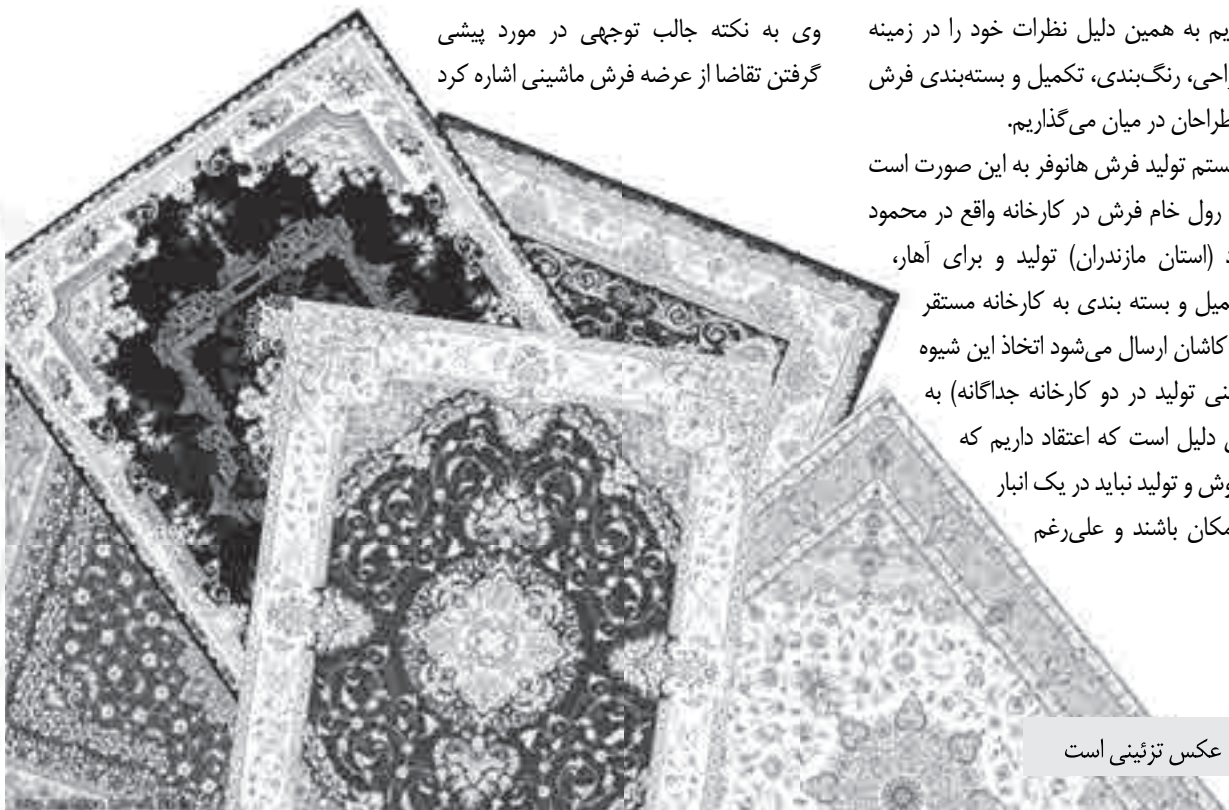 یم به همین دلیل نظرات خود را در زمینه
احی، رنگ‌بندی، تکمیل و بسته‌بندی فرش
طراحان در میان می‌گذاریم.
ستم تولید فرش هانوفر به این صورت است
رول خام فرش در کارخانه واقع در محمود
د (استان مازندران) تولید و برای آهار،
میل و بسته بندی به کارخانه مستقر
کاشان ارسال می‌شود اتخاذ این شیوه
نی تولید در دو کارخانه جداگانه) به
دلیل است که اعتقاد داریم که
وش و تولید نباید در یک انبار
مکان باشند و علی‌رغم
وی به نکته جالب توجهی در مورد پیشی
گرفتن تقاضا از عرضه فرش ماشینی اشاره کرد
عکس تزئینی است